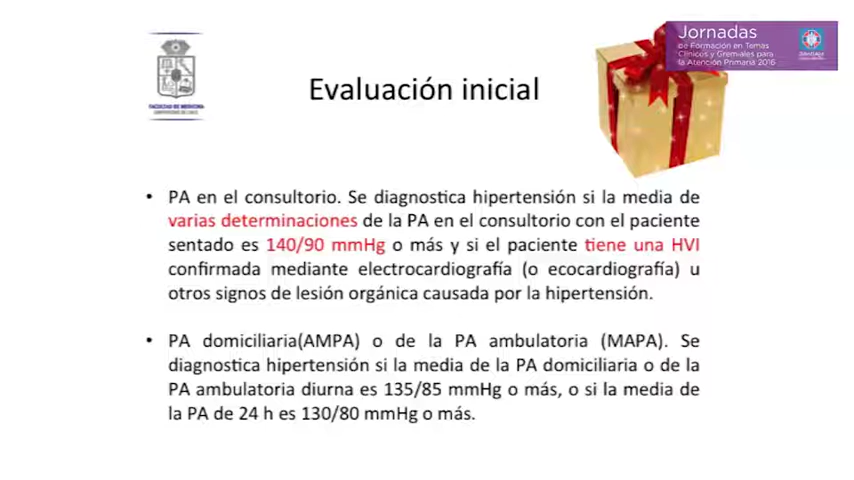 Jornadas
de Formación en Temas
Clínicos y Gremiales para
la Atención Primaria 2016
FACULTAD DE MEDICINA
UNIVERSIDAD DE CHILE
Evaluación inicial
• PA en el consultorio. Se diagnostica hipertensión si la media de
varias determinaciones de la PA en el consultorio con el paciente
sentado es 140/90 mmHg o más y si el paciente tiene una HVI
confirmada mediante electrocardiografía (o ecocardiografía) u
otros signos de lesión orgánica causada por la hipertensión.
• PA domiciliaria(AMPA) o de la PA ambulatoria (MAPA). Se
diagnostica hipertensión si la media de la PA domiciliaria o de la
PA ambulatoria diurna es 135/85 mmHg o más, o si la media de
la PA de 24 h es 130/80 mmHg o más.